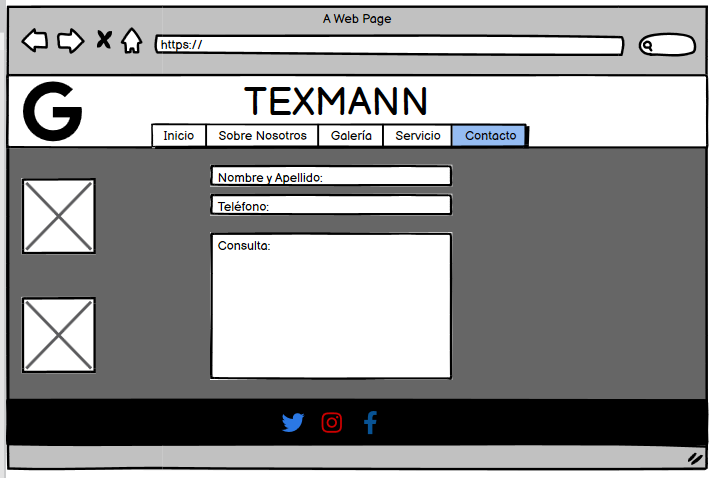 A Web Page
https://
G
TEXMANN
Inicio Sobre Nosotros Galería Servicio Contacto
Nombre y Apellido:
Teléfono:
Consulta: